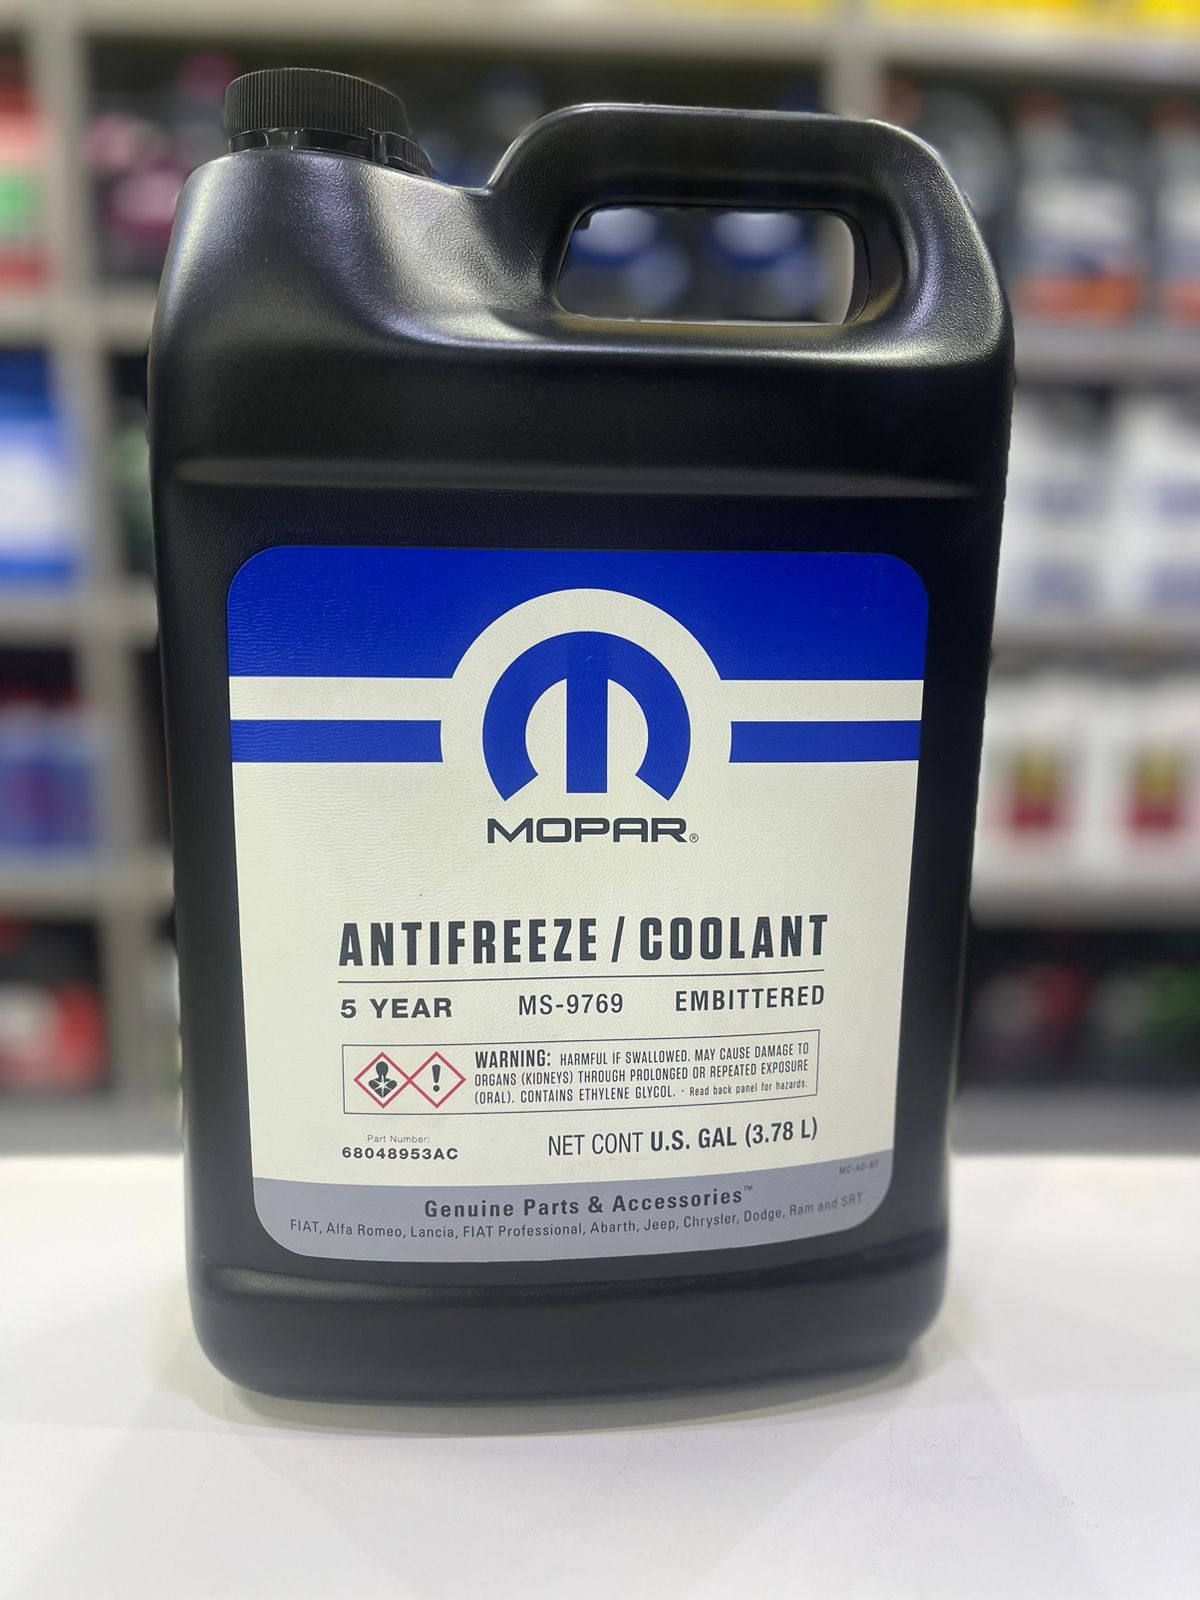 MOPAR®
ANTIFREEZE / COOLANT
5 YEAR MS-9769 EMBITTERED
WARNING: HARMFUL IF SWALLOWED. MAY CAUSE DAMAGE TO
ORGANS (KIDNEYS) THROUGH PROLONGED OR REPEATED EXPOSURE
(ORAL). CONTAINS ETHYLENE GLYCOL. · Read back panel for hazards.
Part Number:
68048953AC
NET CONT U.S. GAL (3.78 L)
Genuine Parts & Accessories™
FIAT, Alfa Romeo, Lancia, FIAT Professional, Abarth, Jeep, Chrysler, Dodge, Ram and SRT